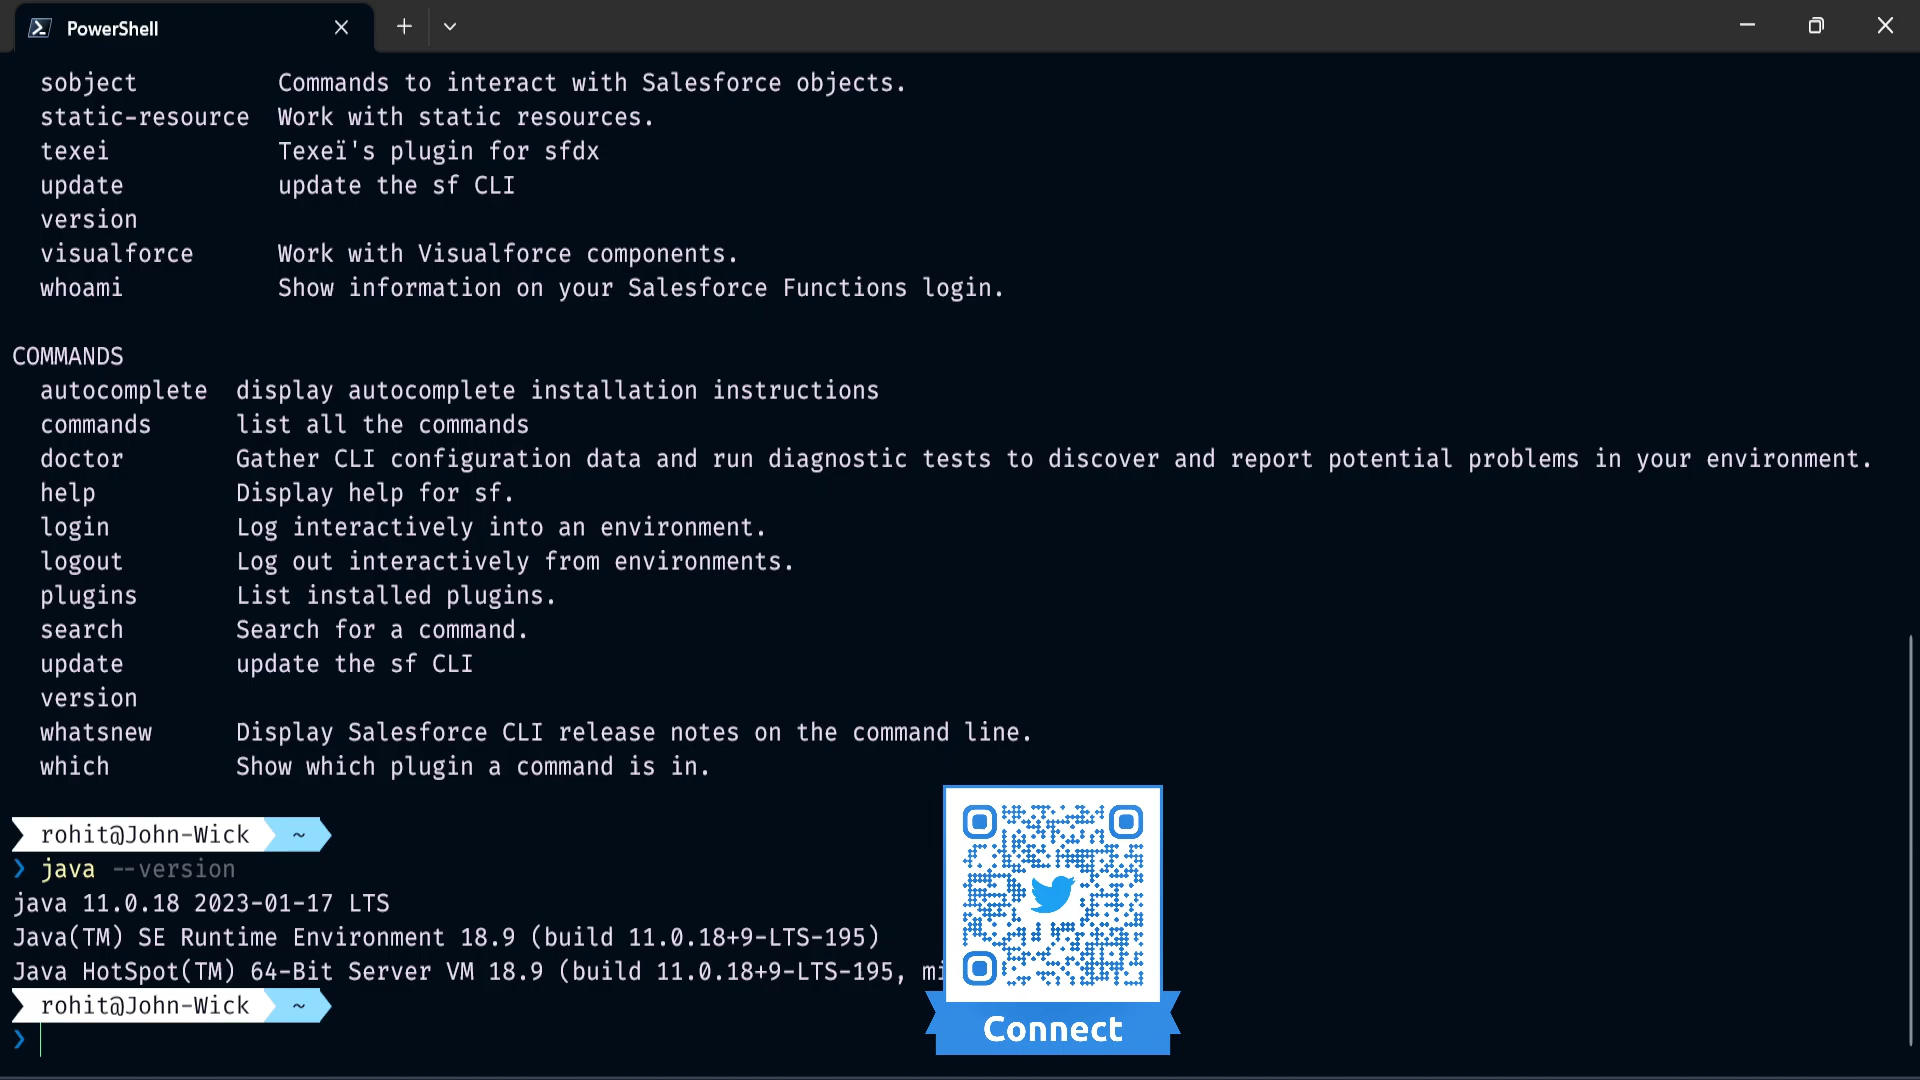 PowerShell
sobject Commands to interact with Salesforce objects.
static-resource Work with static resources.
texei Texeï's plugin for sfdx
update update the sf CLI
version
visualforce Work with Visualforce components.
whoami Show information on your Salesforce Functions login.
COMMANDS
autocomplete display autocomplete installation instructions
commands list all the commands
doctor Gather CLI configuration data and run diagnostic tests to discover and report potential problems in your environment.
help Display help for sf.
login Log interactively into an environment.
logout Log out interactively from environments.
plugins List installed plugins.
search Search for a command.
update update the sf CLI
version
whatsnew Display Salesforce CLI release notes on the command line.
which Show which plugin a command is in.
rohit@John-Wick ~
❯ java --version
java 11.0.18 2023-01-17 LTS
Java(TM) SE Runtime Environment 18.9 (build 11.0.18+9-LTS-195)
Java HotSpot(TM) 64-Bit Server VM 18.9 (build 11.0.18+9-LTS-195,
rohit@John-Wick ~
❯
Connect